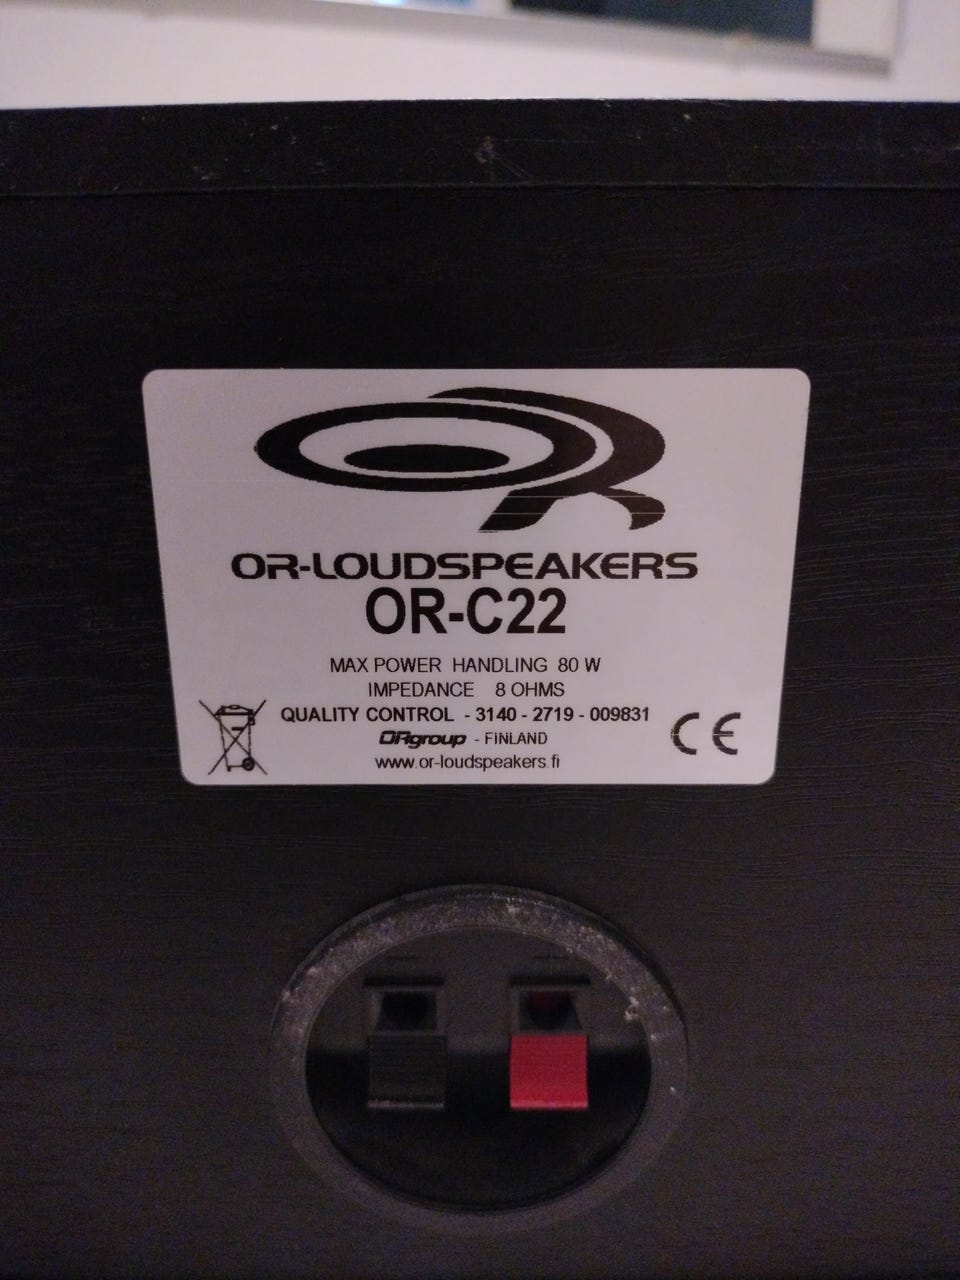 OR
OR-LOUDSPEAKERS
OR-C22
MAX POWER HANDLING 80 W
IMPEDANCE 8 OHMS
QUALITY CONTROL - 3140 - 2719 - 009831
ORgroup - FINLAND
www.or-loudspeakers.fi
CE